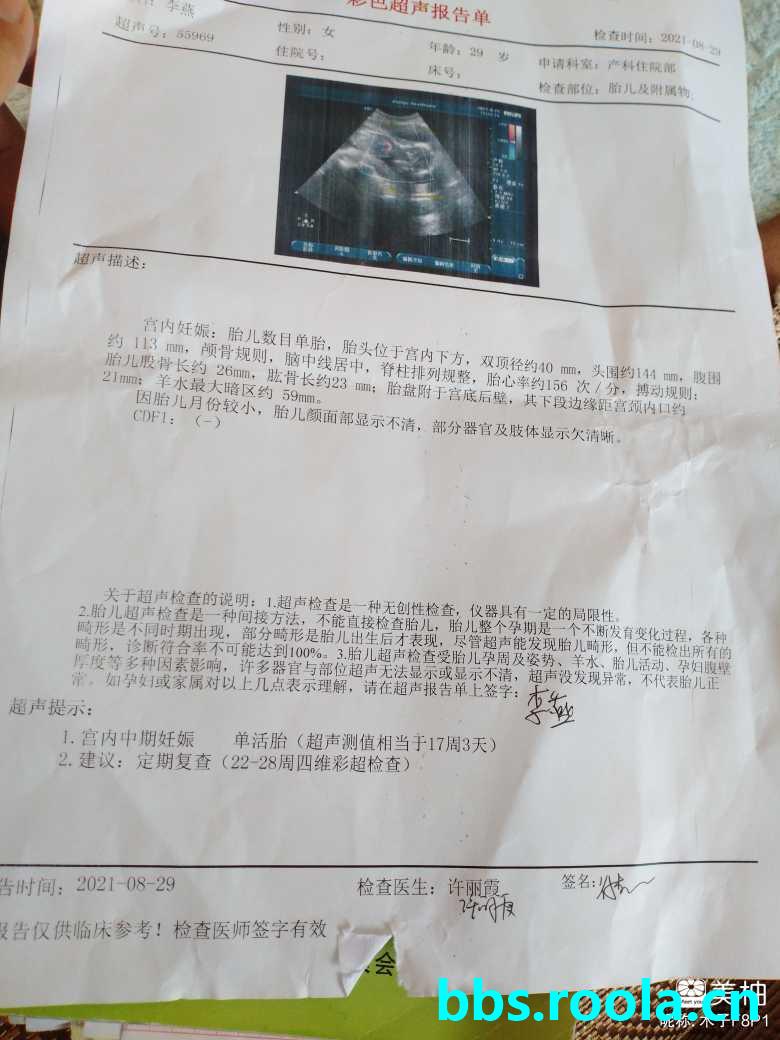 彩色超声报告单
李燕
性别：女
年龄：29 岁
检查时间：2021-08-29
超声号：55969
住院号：
床号：
申请科室：产科住院部
检查部位：胎儿及附属物
超声描述：
宫内妊娠：胎儿数目单胎，胎头位于宫内下方，双顶径约40 mm，头围约144 mm，腹围
约 113 mm，颅骨规则，脑中线居中，脊柱排列规整，胎心率约156 次／分，搏动规则；
胎儿股骨长约 26mm，肱骨长约23 mm；胎盘附于宫底后壁，其下段边缘距宫颈内口约
21mm；羊水最大暗区约 59mm。
因胎儿月份较小，胎儿颜面部显示不清，部分器官及肢体显示欠清晰。
CDFI：（-）
关于超声检查的说明：1.超声检查是一种无创性检查，仪器具有一定的局限性。
2.胎儿超声检查是一种间接方法，不能直接检查胎儿，胎儿整个孕期是一个不断发育变化过程，各种
畸形是不同时期出现，部分畸形是胎儿出生后才表现，尽管超声能发现胎儿畸形，但不能检出所有的
畸形，诊断符合率不可能达到100%。3.胎儿超声检查受胎儿孕周及姿势、羊水、胎儿活动、孕妇腹壁
厚度等多种因素影响，许多器官与部位超声无法显示或显示不清，超声没发现异常，不代表胎儿正
常。如孕妇或家属对以上几点表示理解，请在超声报告单上签字：李燕
超声提示：
1. 宫内中期妊娠 单活胎（超声测值相当于17周3天）
2. 建议：定期复查（22-28周四维彩超检查）
告时间：2021-08-29
检查医生：许丽霞
签名：
许丽霞
报告仅供临床参考！检查医师签字有效
会
bbs.roola.cn
美柚
昵称: 木子F8P1